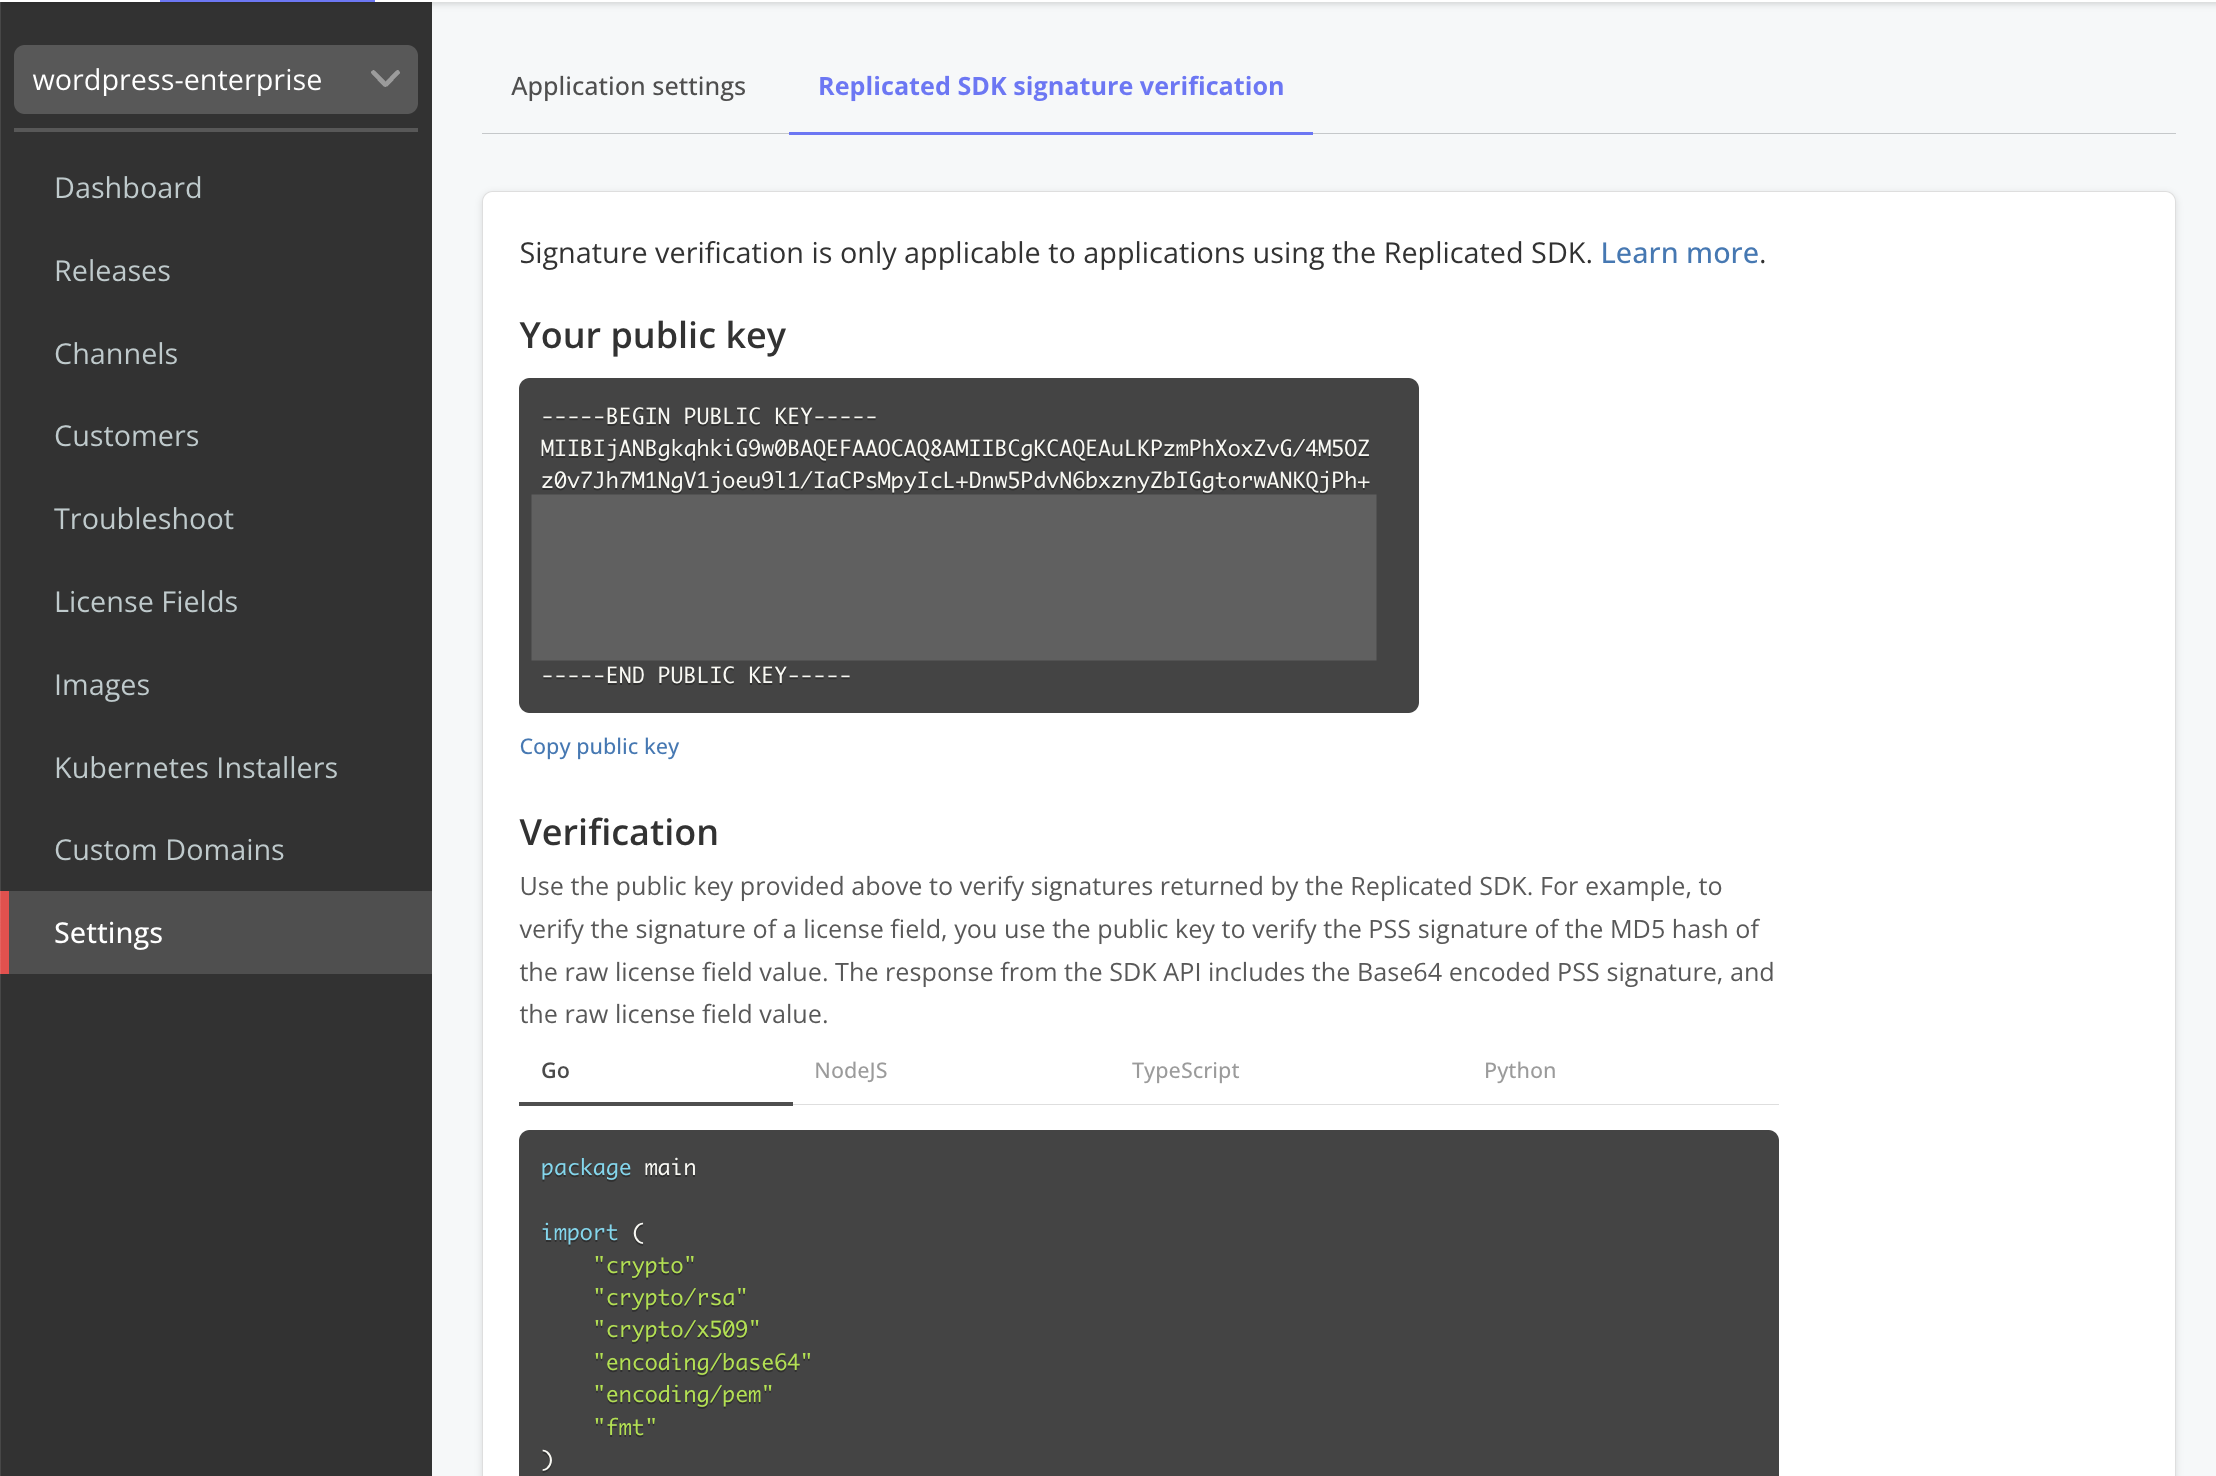 wordpress-enterprise
Dashboard
Releases
Channels
Customers
Troubleshoot
License Fields
Images
Kubernetes Installers
Custom Domains
Settings
Application settings
Replicated SDK signature verification
Signature verification is only applicable to applications using the Replicated SDK. Learn more.
Your public key
-----BEGIN PUBLIC KEY-----
MIIBIjANBgkqhkiG9w0BAQEFAAOCAQ8AMIIBCgKCAQEAuLKPzmPhXoxZvG/4M5OZ
z0v7Jh7M1NgV1joeu9l1/IaCPsMpyIcL+Dnw5PdvN6bxznyZbIGgtorwANKQjPh+
-----END PUBLIC KEY-----
Copy public key
Verification
Use the public key provided above to verify signatures returned by the Replicated SDK. For example, to
verify the signature of a license field, you use the public key to verify the PSS signature of the MD5 hash of
the raw license field value. The response from the SDK API includes the Base64 encoded PSS signature, and
the raw license field value.
Go
NodeJS
TypeScript
Python
package main
import (
"crypto"
"crypto/rsa"
"crypto/x509"
"encoding/base64"
"encoding/pem"
"fmt"
)